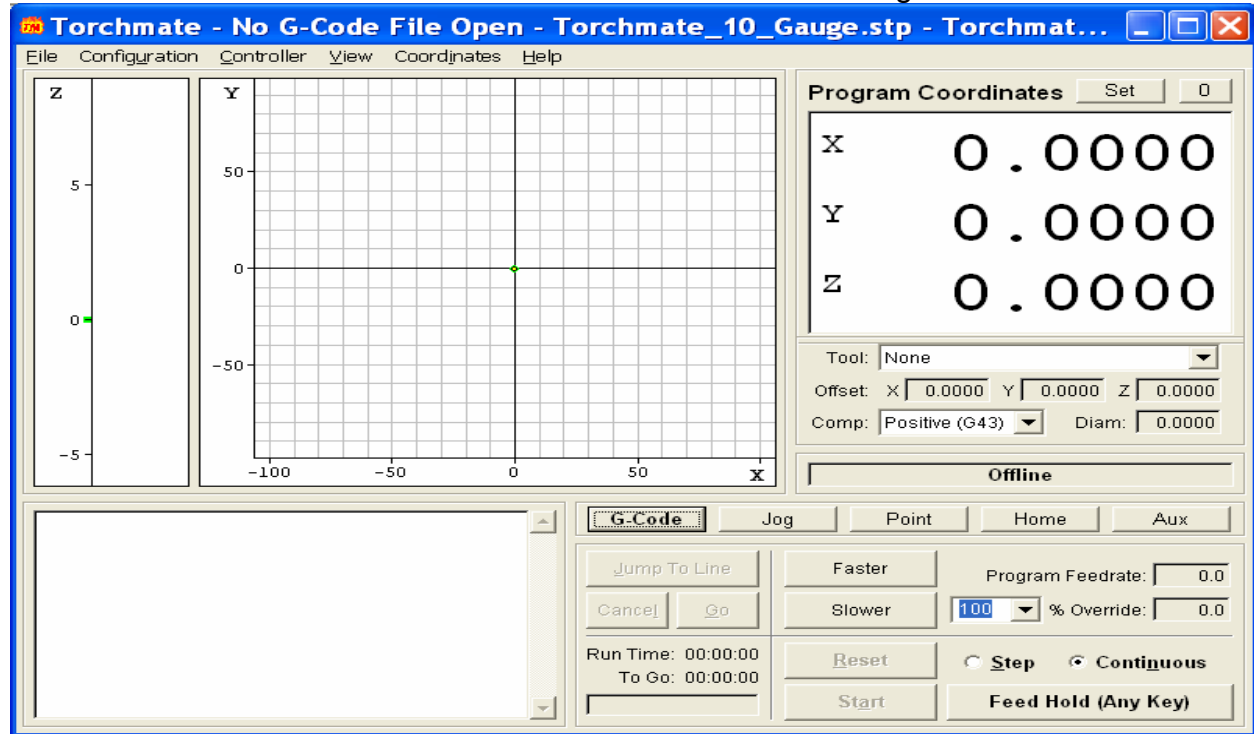 Torchmate - No G-Code File Open - Torchmate_10_Gauge.stp - Torchmat...
File Configuration Controller View Coordinates Help
Z
5
0
-5
Y
50
0
-50
-100 -50 0 50 X
Program Coordinates Set 0
X 0.0000
Y 0.0000
Z 0.0000
Tool: None
Offset: X 0.0000 Y 0.0000 Z 0.0000
Comp: Positive (G43) Diam: 0.0000
Offline
G-Code Jog Point Home Aux
Jump To Line
Cancel Go
Run Time: 00:00:00
To Go: 00:00:00
Faster
Slower
Program Feedrate: 0.0
100 % Override: 0.0
Reset
Start
Step Continuous
Feed Hold (Any Key)